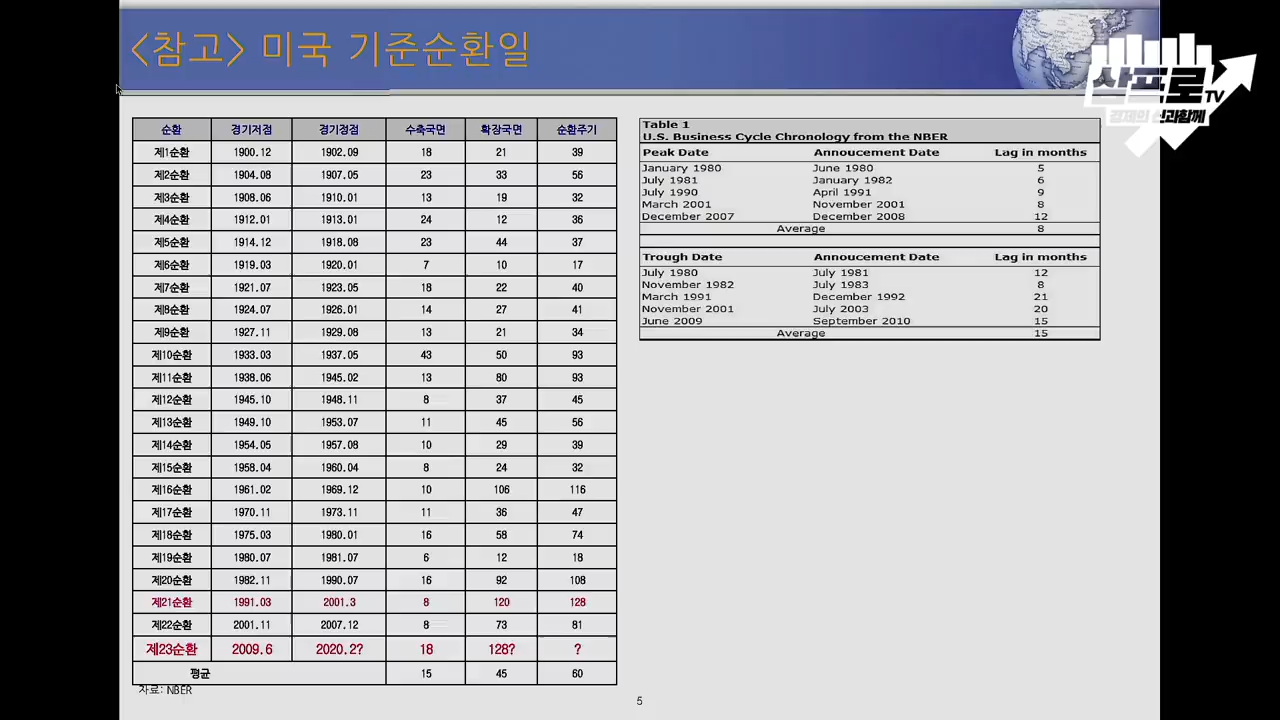 <참고> 미국 기준순환일
삼프로TV
경제의 신과함께
순환 경기저점 경기정점 수축국면 확장국면 순환주기
제1순환 1900.12 1902.09 18 21 39
제2순환 1904.08 1907.05 23 33 56
제3순환 1908.06 1910.01 13 19 32
제4순환 1912.01 1913.01 24 12 36
제5순환 1914.12 1918.08 23 44 37
제6순환 1919.03 1920.01 7 10 17
제7순환 1921.07 1923.05 18 22 40
제8순환 1924.07 1926.01 14 27 41
제9순환 1927.11 1929.08 13 21 34
제10순환 1933.03 1937.05 43 50 93
제11순환 1938.06 1945.02 13 80 93
제12순환 1945.10 1948.11 8 37 45
제13순환 1949.10 1953.07 11 45 56
제14순환 1954.05 1957.08 10 29 39
제15순환 1958.04 1960.04 8 24 32
제16순환 1961.02 1969.12 10 106 116
제17순환 1970.11 1973.11 11 36 47
제18순환 1975.03 1980.01 16 58 74
제19순환 1980.07 1981.07 6 12 18
제20순환 1982.11 1990.07 16 92 108
제21순환 1991.03 2001.3 8 120 128
제22순환 2001.11 2007.12 8 73 81
제23순환 2009.6 2020.2? 18 128? ?
평균 15 45 60
자료: NBER
Table 1
U.S. Business Cycle Chronology from the NBER
Peak Date Annoucement Date Lag in months
January 1980 June 1980 5
July 1981 January 1982 6
July 1990 April 1991 9
March 2001 November 2001 8
December 2007 December 2008 12
Average 8
Trough Date Annoucement Date Lag in months
July 1980 July 1981 12
November 1982 July 1983 8
March 1991 December 1992 21
November 2001 July 2003 20
June 2009 September 2010 15
Average 15
5